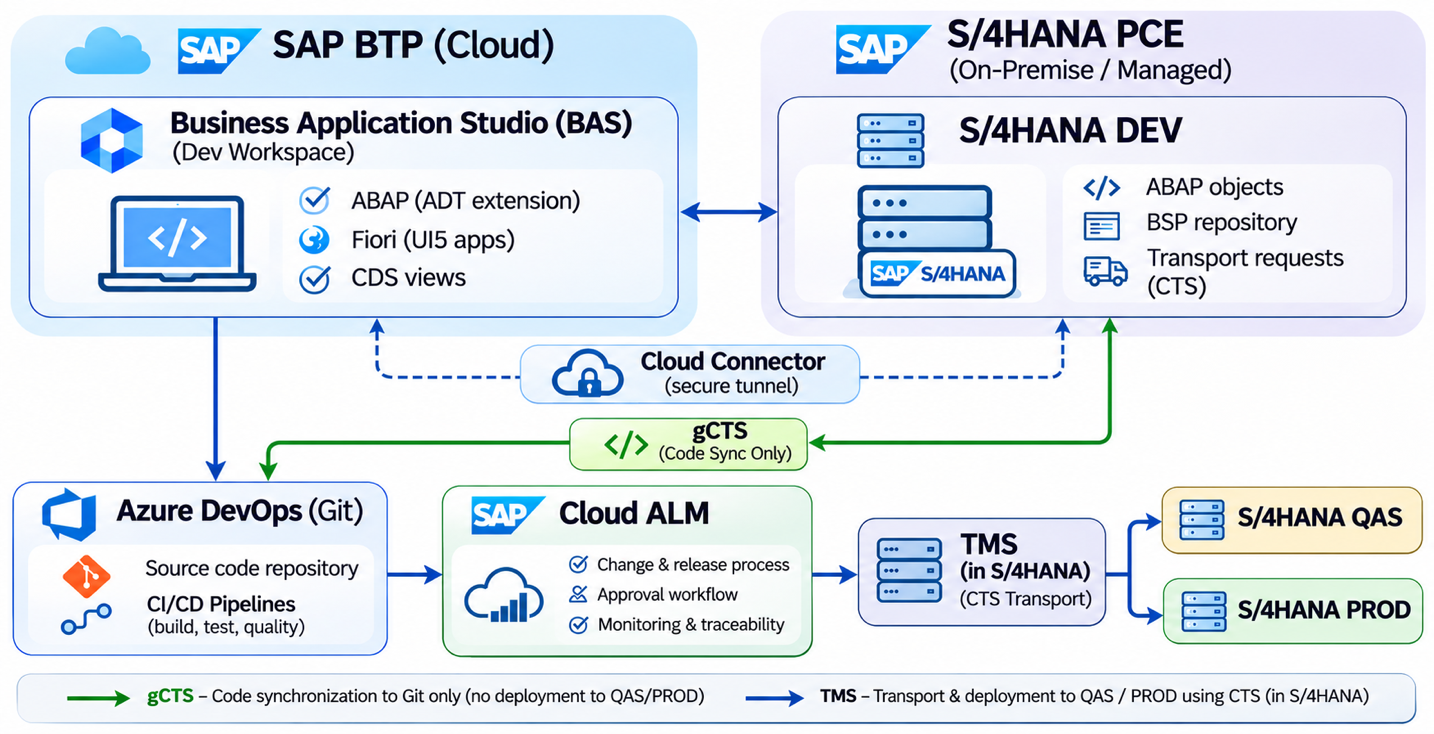 SAP SAP BTP (Cloud)
Business Application Studio (BAS)
(Dev Workspace)
</>
ABAP (ADT extension)
Fiori (UI5 apps)
CDS views
SAP S/4HANA PCE
(On-Premise / Managed)
S/4HANA DEV
SAP S/4HANA
</> ABAP objects
BSP repository
Transport requests
(CTS)
Cloud Connector
(secure tunnel)
</> gCTS
(Code Sync Only)
Azure DevOps (Git)
Source code repository
CI/CD Pipelines
(build, test, quality)
SAP Cloud ALM
Change & release process
Approval workflow
Monitoring & traceability
TMS
(in S/4HANA)
(CTS Transport)
S/4HANA QAS
S/4HANA PROD
gCTS – Code synchronization to Git only (no deployment to QAS/PROD)
TMS – Transport & deployment to QAS / PROD using CTS (in S/4HANA)